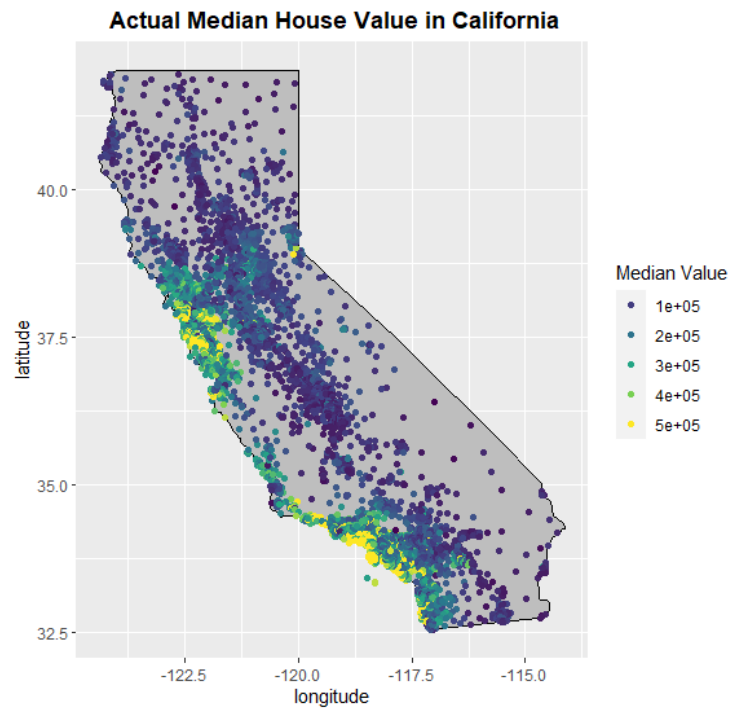 Actual Median House Value in California
40.0
37.5
35.0
32.5
latitude
-122.5
-120.0
-117.5
-115.0
longitude
Median Value
1e+05
2e+05
3e+05
4e+05
5e+05